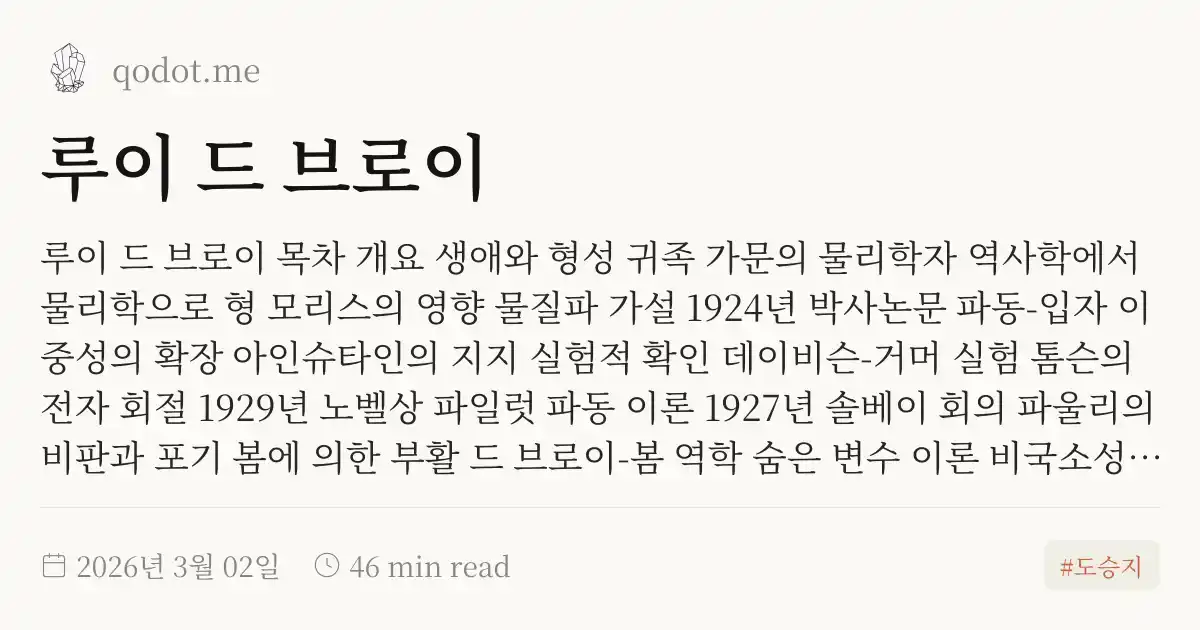 qodot.me
루이 드 브로이
루이 드 브로이 목차 개요 생애와 형성 귀족 가문의 물리학자 역사학에서
물리학으로 형 모리스의 영향 물질파 가설 1924년 박사논문 파동-입자 이
중성의 확장 아인슈타인의 지지 실험적 확인 데이비슨-거머 실험 톰슨의
전자 회절 1929년 노벨상 파일럿 파동 이론 1927년 솔베이 회의 파울리의
비판과 포기 봄에 의한 부활 드 브로이-봄 역학 숨은 변수 이론 비국소성…
2026년 3월 02일 46 min read #도승지